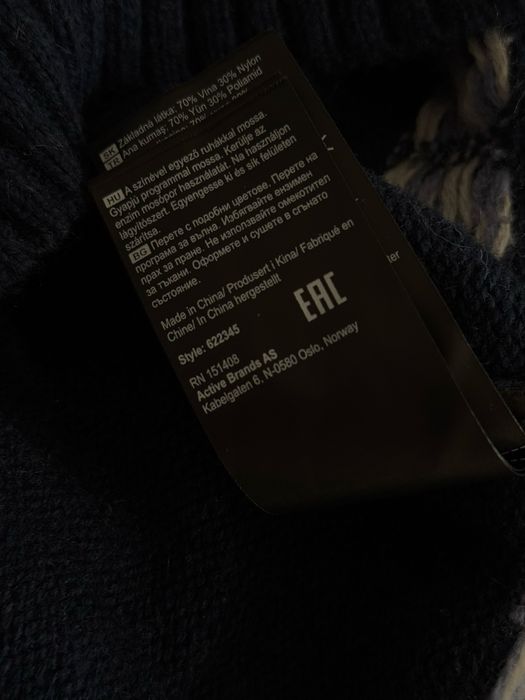 SK Základná látka: 70% Vlna 30% Nylon
TR Ana kumaş: 70% Yün 30% Poliamid
HU A színével egyező ruhákkal mossa.
Gyapjú programmal mossa. Kerülje az
enzim mosópor használatát. Na használjon
lágyítószert. Egyengesse ki és sík felületen
szárítsa.
BG Перете с подобни цветове. Перете на
програма за вълна. Избягвайте ензимен
прах за пране. Не използвайте омекотител
за тъкани. Оформете и сушете в сгънато
състояние.
Made in China/ Produsert i Kina/ Fabriqué en
Chine/ In China hergestellt
EAC
Style: 622345
RN 151408
Active Brands AS
Kabelgaten 6, N-0580 Oslo, Norway